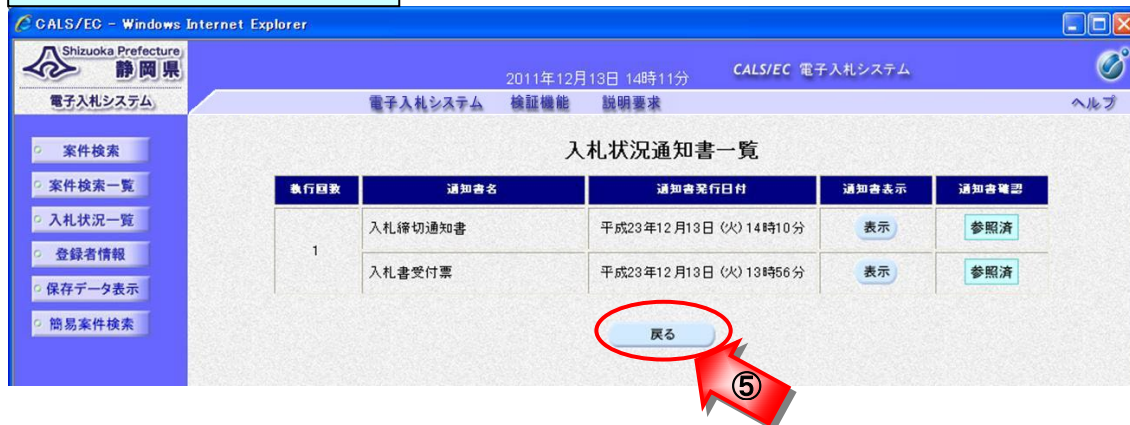 CALS/EC - Windows Internet Explorer
Shizuoka Prefecture
静岡県
2011年12月13日 14時11分
CALS/EC 電子入札システム
電子入札システム
電子入札システム 検証機能 説明要求
ヘルプ
案件検索
案件検索一覧
入札状況一覧
登録者情報
保存データ表示
簡易案件検索
入札状況通知書一覧
執行回数 通知書名 通知書発行日付 通知書表示 通知書確認
1
入札締切通知書 平成23年12月13日 (火) 14時10分 表示 参照済
入札書受付票 平成23年12月13日 (火) 13時56分 表示 参照済
戻る
⑤